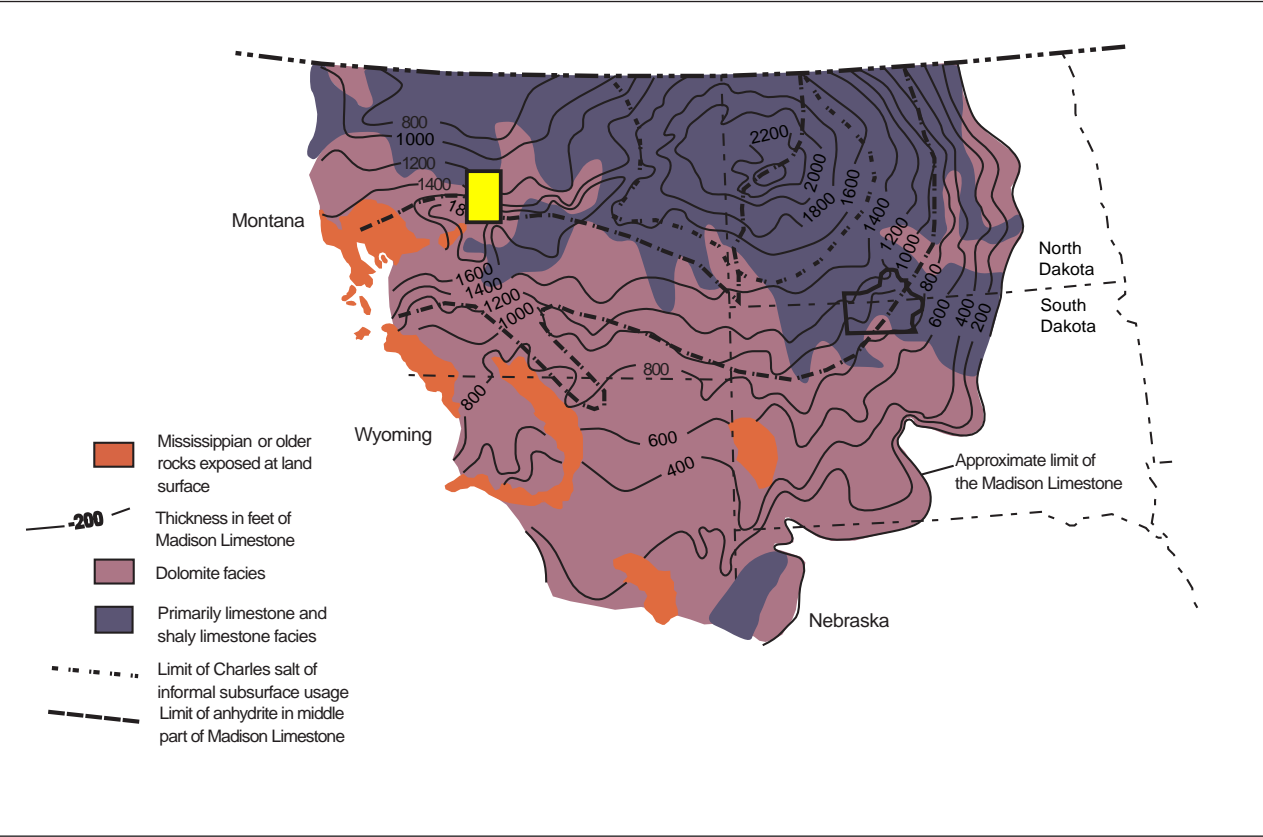 800
1000
1200
1400
18
2200
2000
1800
1600
1400
1200
1000
800
600
400
200
Montana
North
Dakota
South
Dakota
1600
1400
1200
1000
800
800
600
400
Wyoming
Nebraska
Approximate limit of
the Madison Limestone
Mississippian or older
rocks exposed at land
surface
-200
Thickness in feet of
Madison Limestone
Dolomite facies
Primarily limestone and
shaly limestone facies
Limit of Charles salt of
informal subsurface usage
Limit of anhydrite in middle
part of Madison Limestone